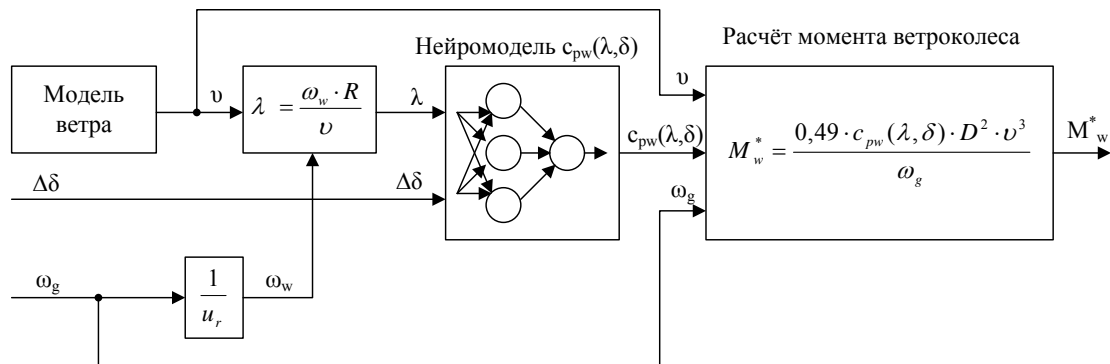 Нейромодель c_pw(λ,δ)
Расчёт момента ветроколеса
Модель
ветра
υ
λ = ω_w · R / υ
λ
υ
c_pw(λ,δ)
M*_w = 0,49 · c_pw(λ, δ) · D² · υ³ / ω_g
M*_w
Δδ
Δδ
ω_g
ω_g
1 / u_r
ω_w